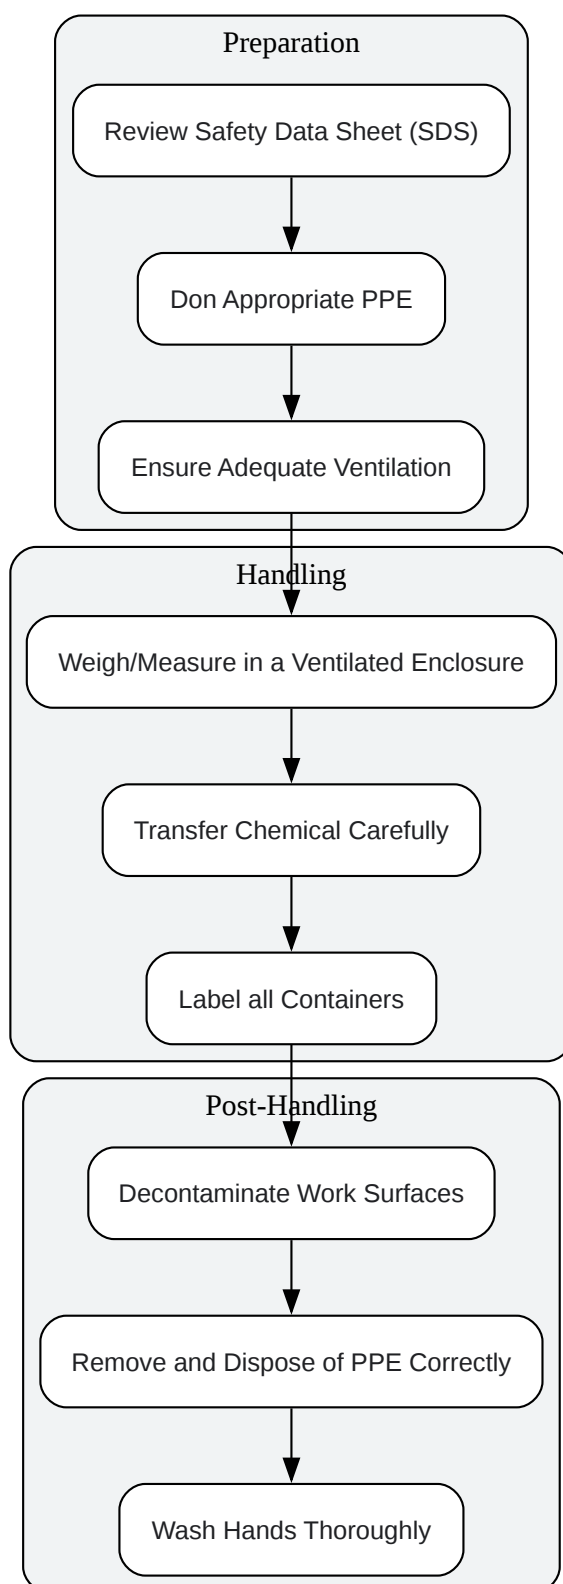 Preparation
Review Safety Data Sheet (SDS)
Don Appropriate PPE
Ensure Adequate Ventilation
Handling
Weigh/Measure in a Ventilated Enclosure
Transfer Chemical Carefully
Label all Containers
Post-Handling
Decontaminate Work Surfaces
Remove and Dispose of PPE Correctly
Wash Hands Thoroughly